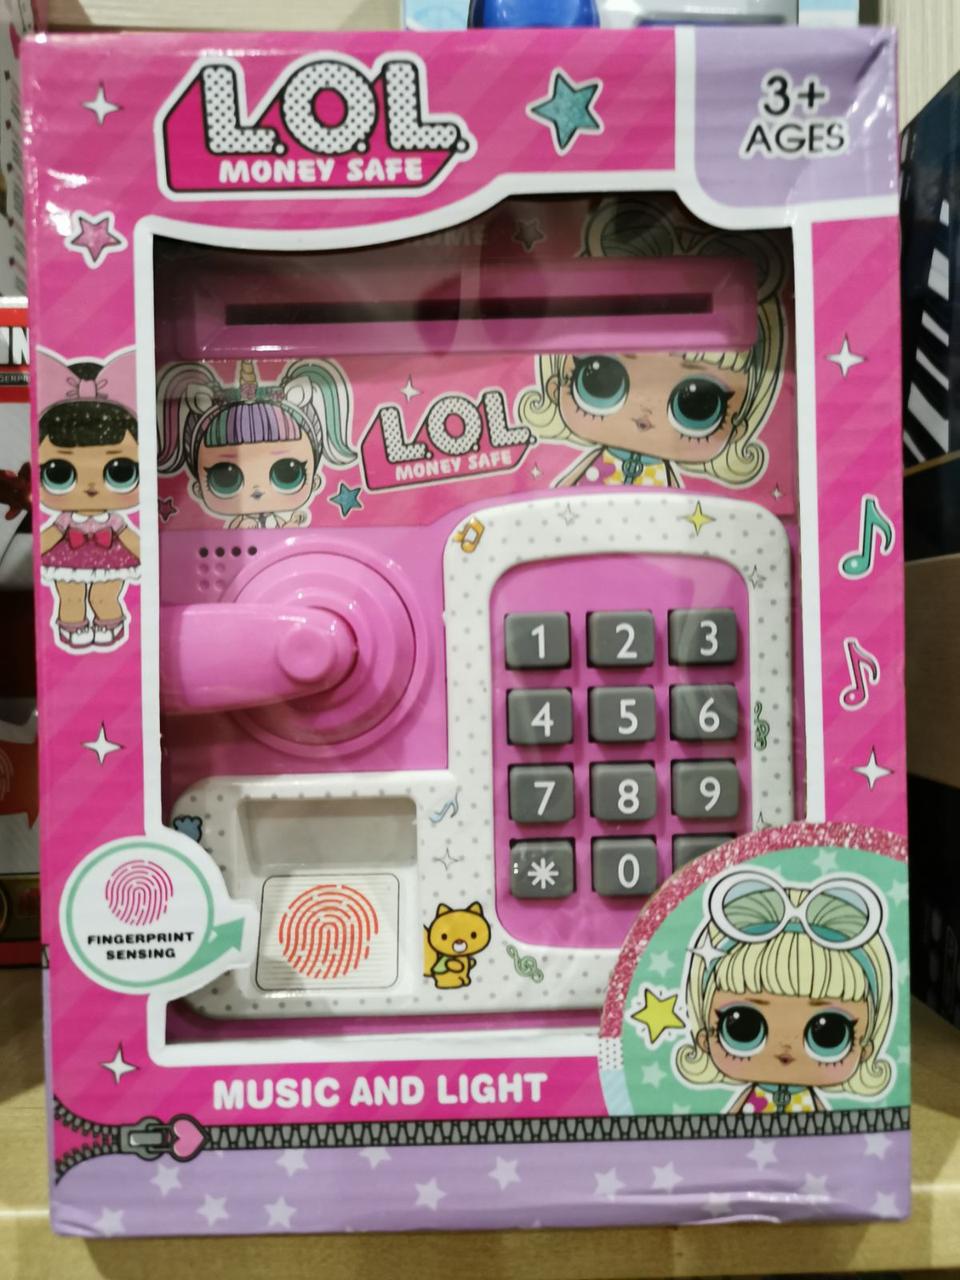 L.O.L.
MONEY SAFE
3+
AGES
L.O.L.
MONEY SAFE
1 2 3
4 5 6
7 8 9
* 0
FINGERPRINT
SENSING
MUSIC AND LIGHT